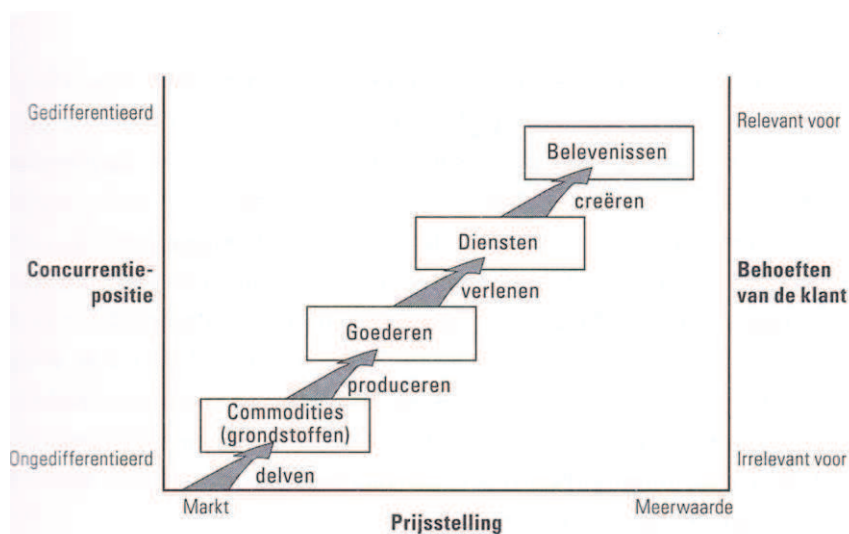 Gedifferentieerd
Relevant voor
Belevenissen
creëren
Diensten
Concurrentie-
positie
verlenen
Behoeften
van de klant
Goederen
produceren
Commodities
(grondstoffen)
Ongedifferentieerd
delven
Irrelevant voor
Markt
Prijsstelling
Meerwaarde